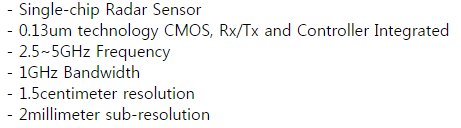 - Single-chip Radar Sensor
- 0.13um technology CMOS, Rx/Tx and Controller Integrated
- 2.5~5GHz Frequency
- 1GHz Bandwidth
- 1.5centimeter resolution
- 2millimeter sub-resolution